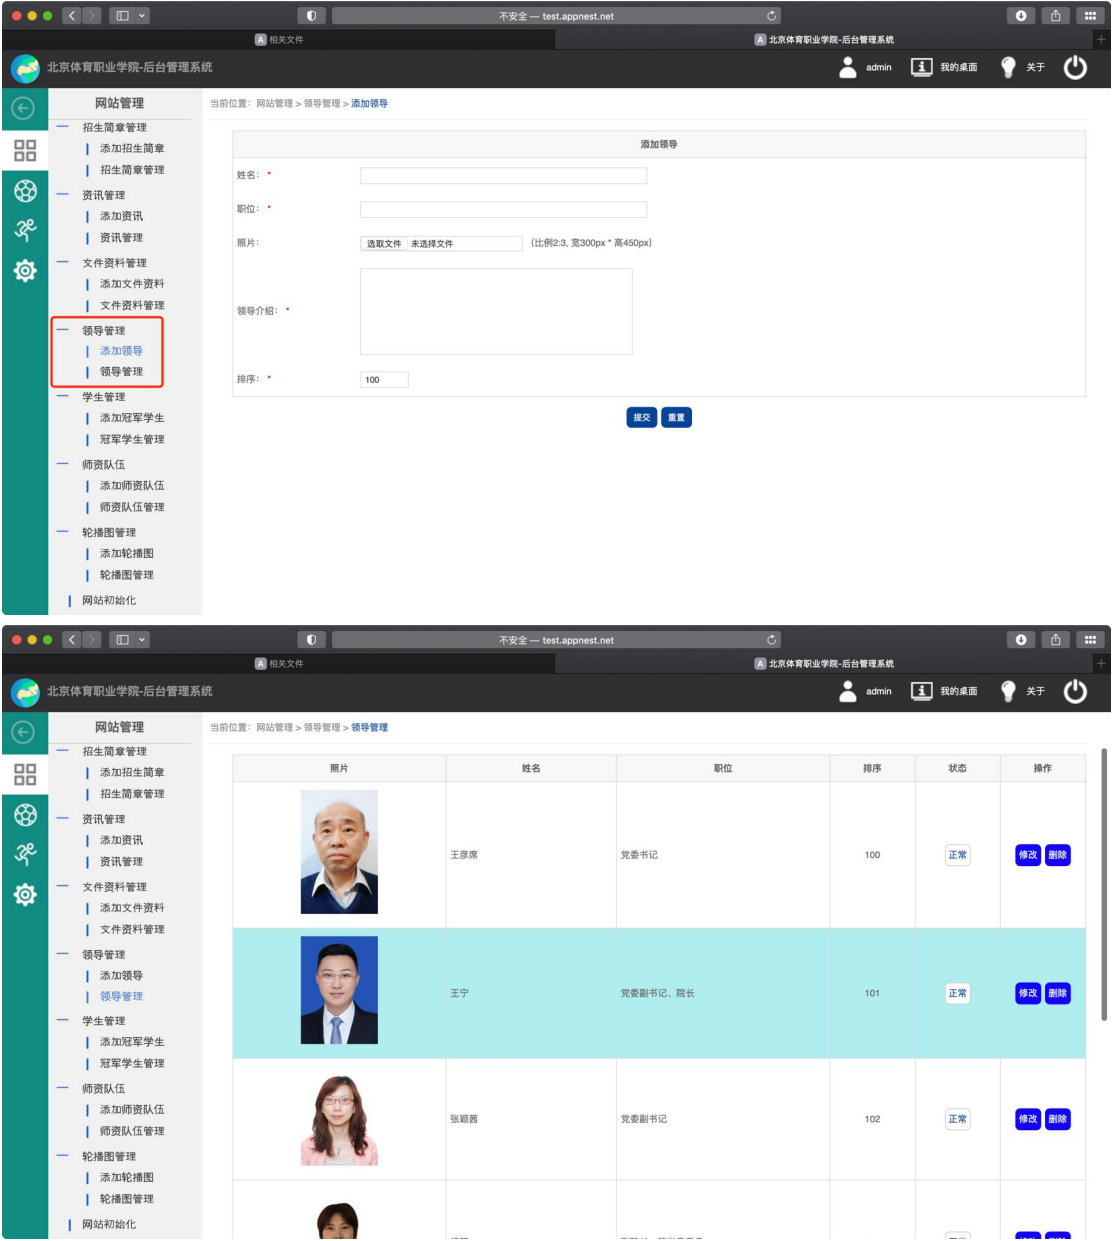 不安全 — test.appnest.net
A 相关文件
A 北京体育职业学院-后台管理系统
北京体育职业学院-后台管理系统
admin
我的桌面
关于
网站管理
招生简章管理
添加招生简章
招生简章管理
资讯管理
添加资讯
资讯管理
文件资料管理
添加文件资料
文件资料管理
领导管理
添加领导
领导管理
学生管理
添加冠军学生
冠军学生管理
师资队伍
添加师资队伍
师资队伍管理
轮播图管理
添加轮播图
轮播图管理
网站初始化
当前位置：网站管理 > 领导管理 > 添加领导
添加领导
姓名： *
职位： *
照片：
选取文件 未选择文件 （比例2:3, 宽300px * 高450px）
领导介绍： *
排序： * 100
提交 重置
不安全 — test.appnest.net
A 相关文件
A 北京体育职业学院-后台管理系统
北京体育职业学院-后台管理系统
admin
我的桌面
关于
网站管理
招生简章管理
添加招生简章
招生简章管理
资讯管理
添加资讯
资讯管理
文件资料管理
添加文件资料
文件资料管理
领导管理
添加领导
领导管理
学生管理
添加冠军学生
冠军学生管理
师资队伍
添加师资队伍
师资队伍管理
轮播图管理
添加轮播图
轮播图管理
网站初始化
当前位置：网站管理 > 领导管理 > 领导管理
照片 姓名 职位 排序 状态 操作
王彦席 党委书记 100 正常 修改 删除
王宁 党委副书记、院长 101 正常 修改 删除
张颖茜 党委副书记 102 正常 修改 删除